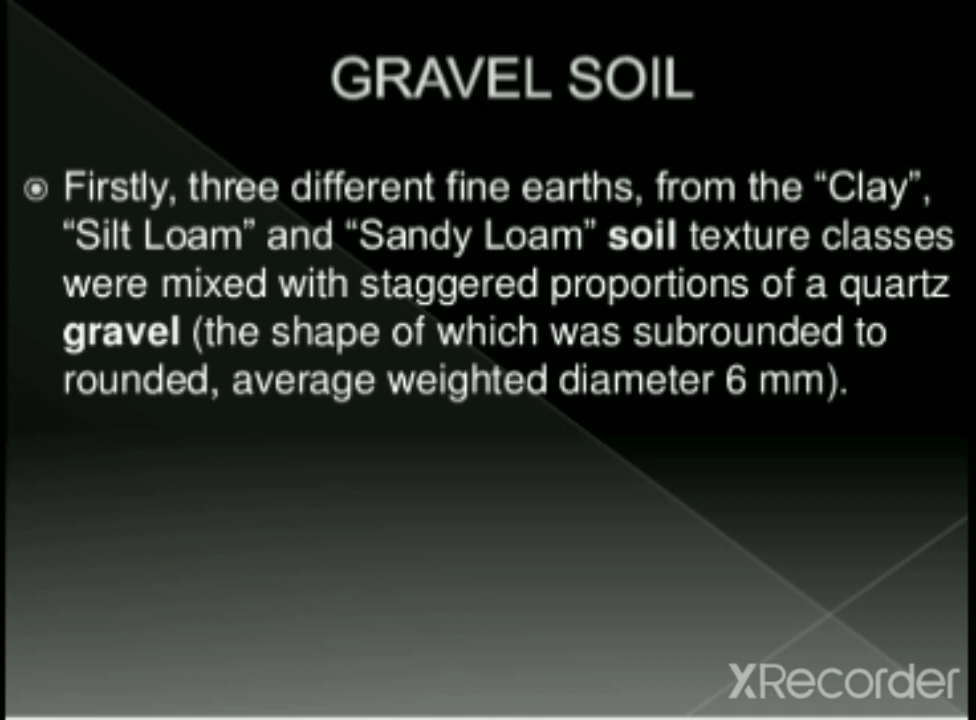 GRAVEL SOIL
Firstly, three different fine earths, from the “Clay”,
“Silt Loam” and “Sandy Loam” soil texture classes
were mixed with staggered proportions of a quartz
gravel (the shape of which was subrounded to
rounded, average weighted diameter 6 mm).
XRecorder